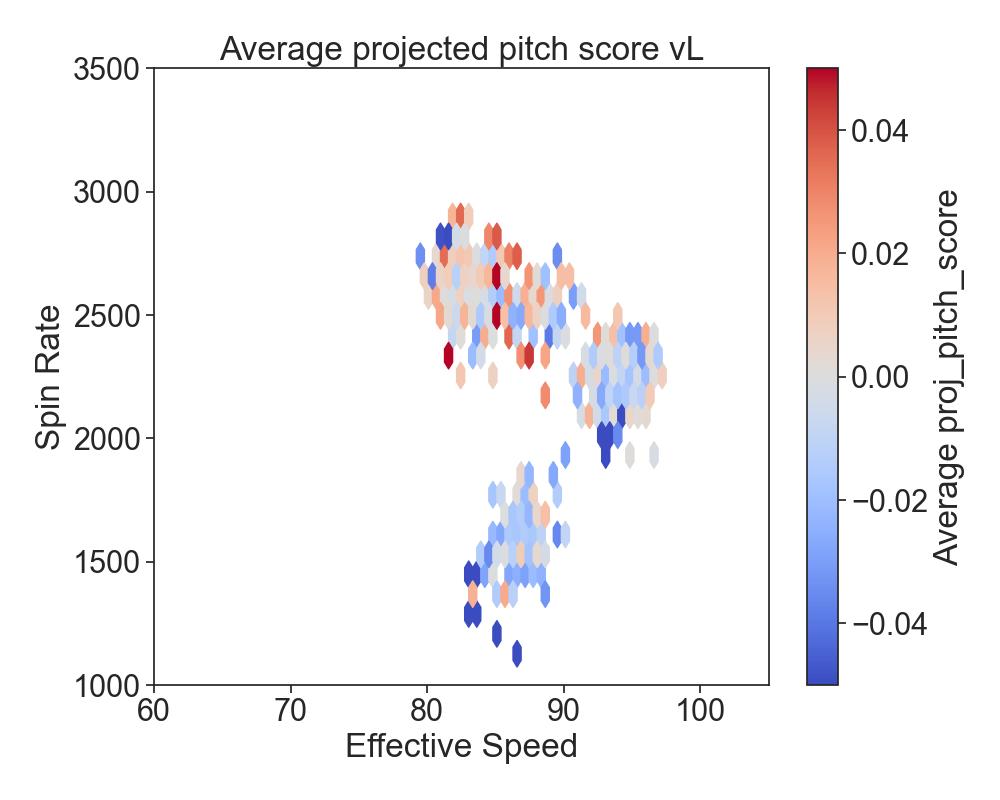 Average projected pitch score vL
3500
3000
2500
2000
1500
1000
Spin Rate
60 70 80 90 100
Effective Speed
0.04
0.02
0.00
−0.02
−0.04
Average proj_pitch_score